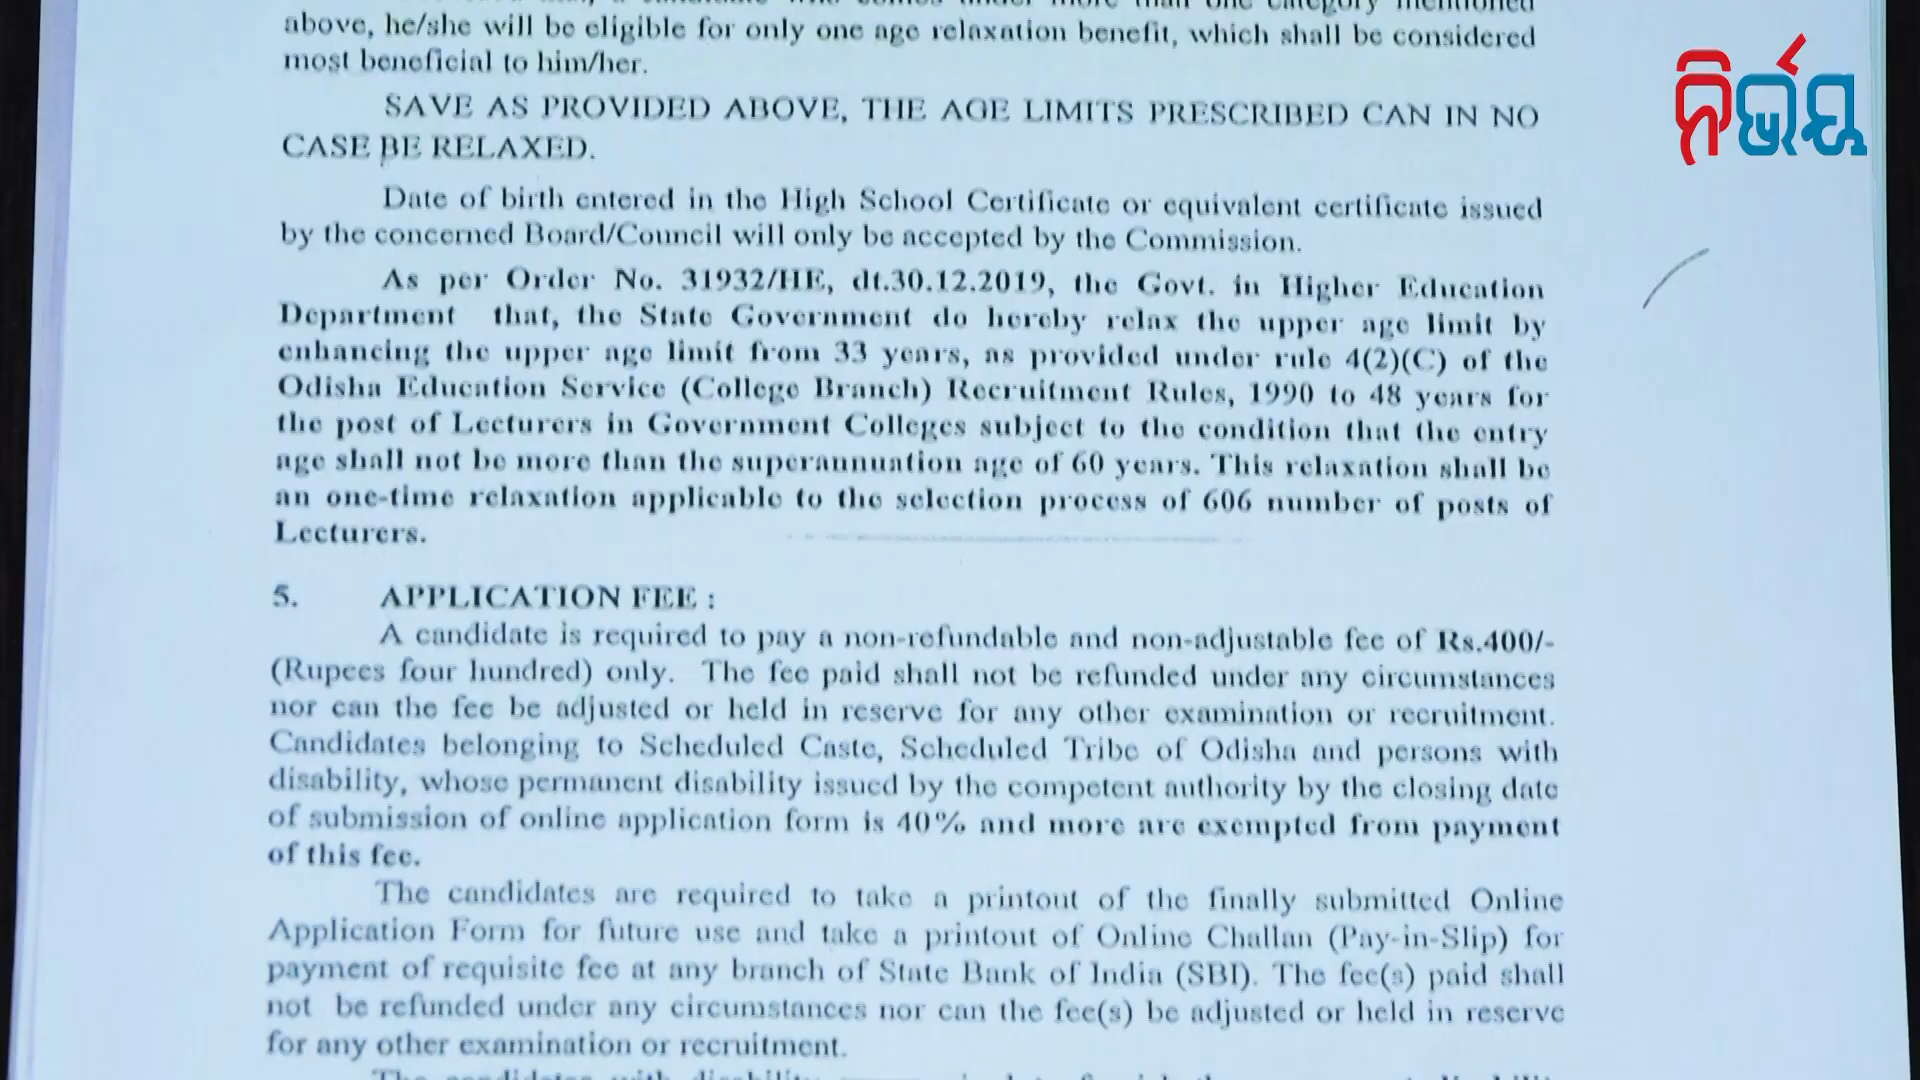 above, he/she will be eligible for only one age relaxation benefit, which shall be considered
most beneficial to him/her.
SAVE AS PROVIDED ABOVE, THE AGE LIMITS PRESCRIBED CAN IN NO
CASE BE RELAXED.
Date of birth entered in the High School Certificate or equivalent certificate issued
by the concerned Board/Council will only be accepted by the Commission.
As per Order No. 31932/HE, dt.30.12.2019, the Govt. in Higher Education
Department that, the State Government do hereby relax the upper age limit by
enhancing the upper age limit from 33 years, as provided under rule 4(2)(C) of the
Odisha Education Service (College Branch) Recruitment Rules, 1990 to 48 years for
the post of Lecturers in Government Colleges subject to the condition that the entry
age shall not be more than the superannuation age of 60 years. This relaxation shall be
an one-time relaxation applicable to the selection process of 606 number of posts of
Lecturers.
5. APPLICATION FEE :
A candidate is required to pay a non-refundable and non-adjustable fee of Rs.400/-
(Rupees four hundred) only. The fee paid shall not be refunded under any circumstances
nor can the fee be adjusted or held in reserve for any other examination or recruitment.
Candidates belonging to Scheduled Caste, Scheduled Tribe of Odisha and persons with
disability, whose permanent disability issued by the competent authority by the closing date
of submission of online application form is 40% and more are exempted from payment
of this fee.
The candidates are required to take a printout of the finally submitted Online
Application Form for future use and take a printout of Online Challan (Pay-in-Slip) for
payment of requisite fee at any branch of State Bank of India (SBI). The fee(s) paid shall
not be refunded under any circumstances nor can the fee(s) be adjusted or held in reserve
for any other examination or recruitment.
ନିର୍ଭୟ